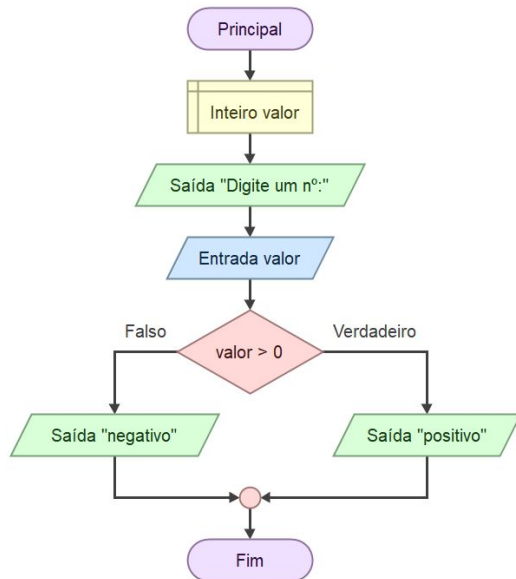 Principal
Inteiro valor
Saída "Digite um nº:"
Entrada valor
Falso
Verdadeiro
valor > 0
Saída "negativo"
Saída "positivo"
Fim